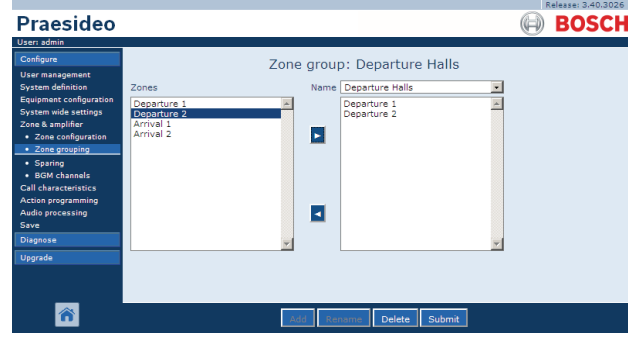 Release: 3.40.3026
Praesideo
BOSCH
User: admin
Configure
User management
System definition
Equipment configuration
System wide settings
Zone & amplifier
• Zone configuration
• Zone grouping
• Sparing
• BGM channels
Call characteristics
Action programming
Audio processing
Save
Diagnose
Upgrade
Zone group: Departure Halls
Zones
Departure 1
Departure 2
Arrival 1
Arrival 2
Name Departure Halls
Departure 1
Departure 2
Add Rename Delete Submit